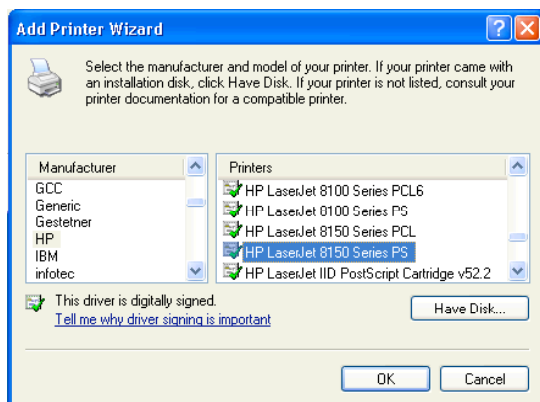 Add Printer Wizard
Select the manufacturer and model of your printer. If your printer came with
an installation disk, click Have Disk. If your printer is not listed, consult your
printer documentation for a compatible printer.
Manufacturer
GCC
Generic
Gestetner
HP
IBM
infotec
Printers
HP LaserJet 8100 Series PCL6
HP LaserJet 8100 Series PS
HP LaserJet 8150 Series PCL
HP LaserJet 8150 Series PS
HP LaserJet IID PostScript Cartridge v52.2
This driver is digitally signed.
Tell me why driver signing is important
Have Disk...
OK
Cancel